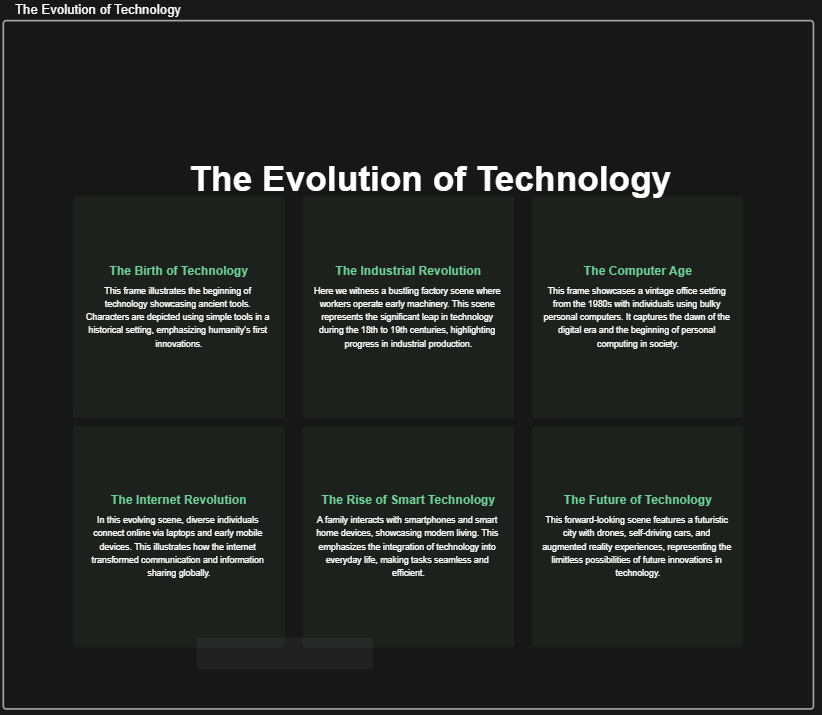 The Evolution of Technology
The Evolution of Technology
The Birth of Technology
This frame illustrates the beginning of
technology showcasing ancient tools.
Characters are depicted using simple tools in a
historical setting, emphasizing humanity's first
innovations.
The Industrial Revolution
Here we witness a bustling factory scene where
workers operate early machinery. This scene
represents the significant leap in technology
during the 18th to 19th centuries, highlighting
progress in industrial production.
The Computer Age
This frame showcases a vintage office setting
from the 1980s with individuals using bulky
personal computers. It captures the dawn of the
digital era and the beginning of personal
computing in society.
The Internet Revolution
In this evolving scene, diverse individuals
connect online via laptops and early mobile
devices. This illustrates how the internet
transformed communication and information
sharing globally.
The Rise of Smart Technology
A family interacts with smartphones and smart
home devices, showcasing modern living. This
emphasizes the integration of technology into
everyday life, making tasks seamless and
efficient.
The Future of Technology
This forward-looking scene features a futuristic
city with drones, self-driving cars, and
augmented reality experiences, representing the
limitless possibilities of future innovations in
technology.